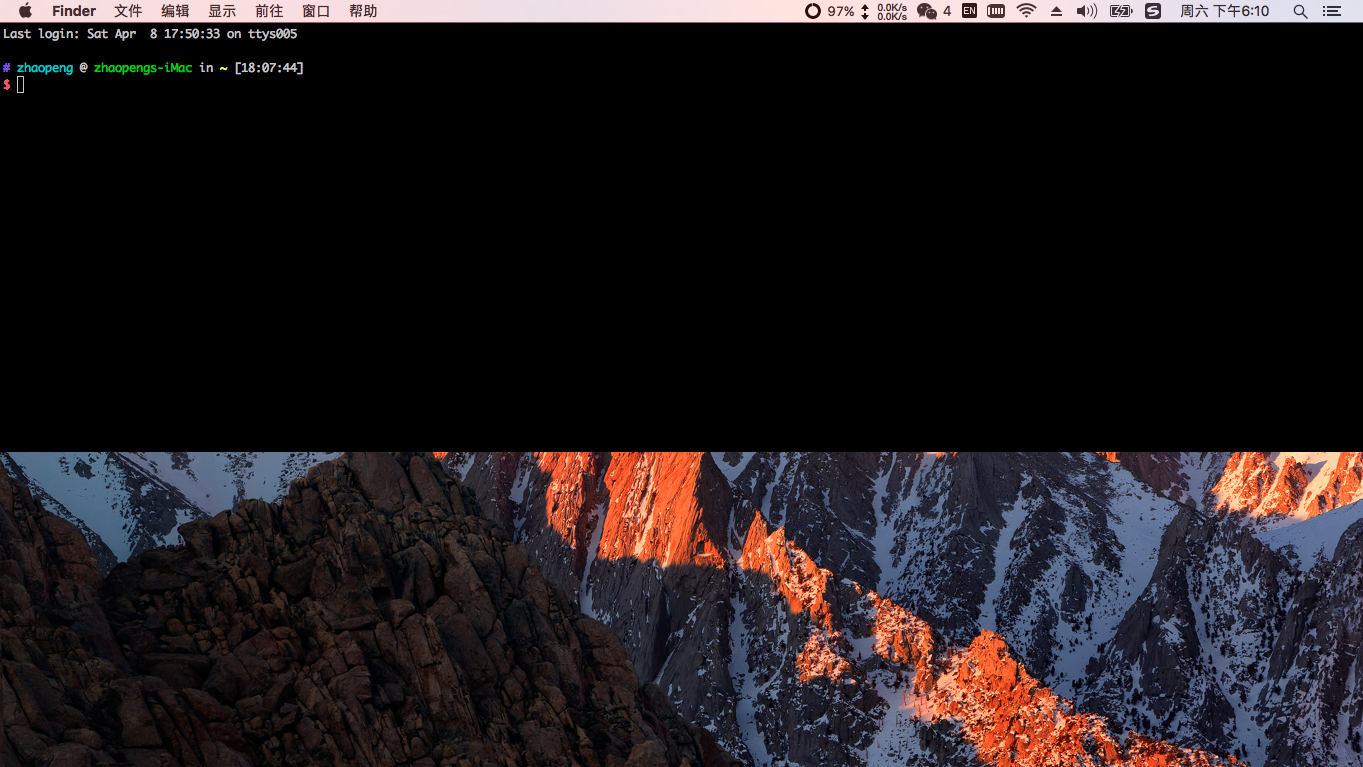 Finder 文件 编辑 显示 前往 窗口 帮助 97% 0.0K/s 4 EN 周六 下午6:10
0.0K/s
Last login: Sat Apr  8 17:50:33 on ttys005
# zhaopeng @ zhaopengs-iMac in ~ [18:07:44]
$